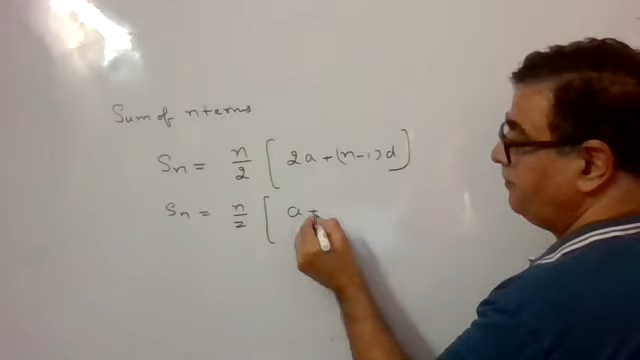 Sum of n terms
Sn = n/2 [ 2a + (n-1)d ]
Sn = n/2 [ a +